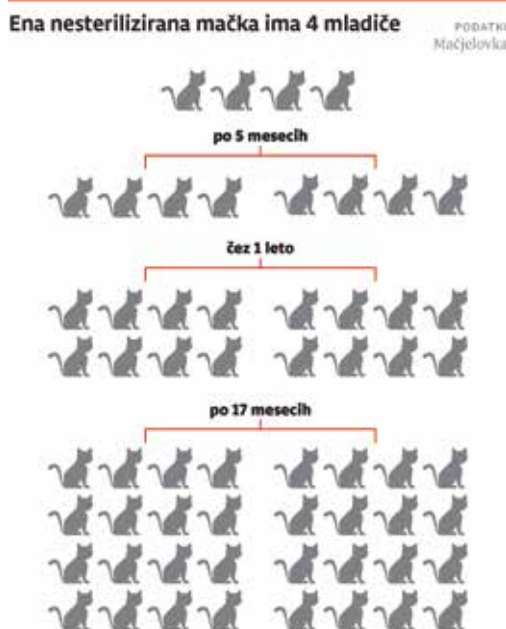 Ena nesterilizirana mačka ima 4 mladiče
PODATKI
Mačjelovka
po 5 mesecih
čez 1 leto
po 17 mesecih